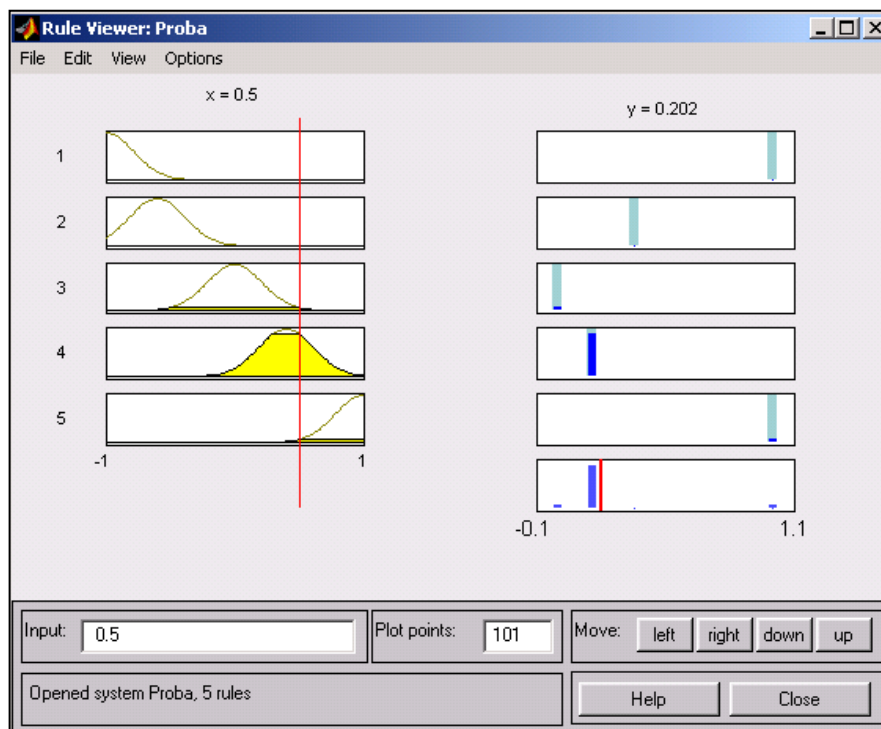 Rule Viewer: Proba
File Edit View Options
x = 0.5
y = 0.202
1
2
3
4
5
-1 1
-0.1 1.1
Input: 0.5 Plot points: 101 Move: left right down up
Opened system Proba, 5 rules Help Close